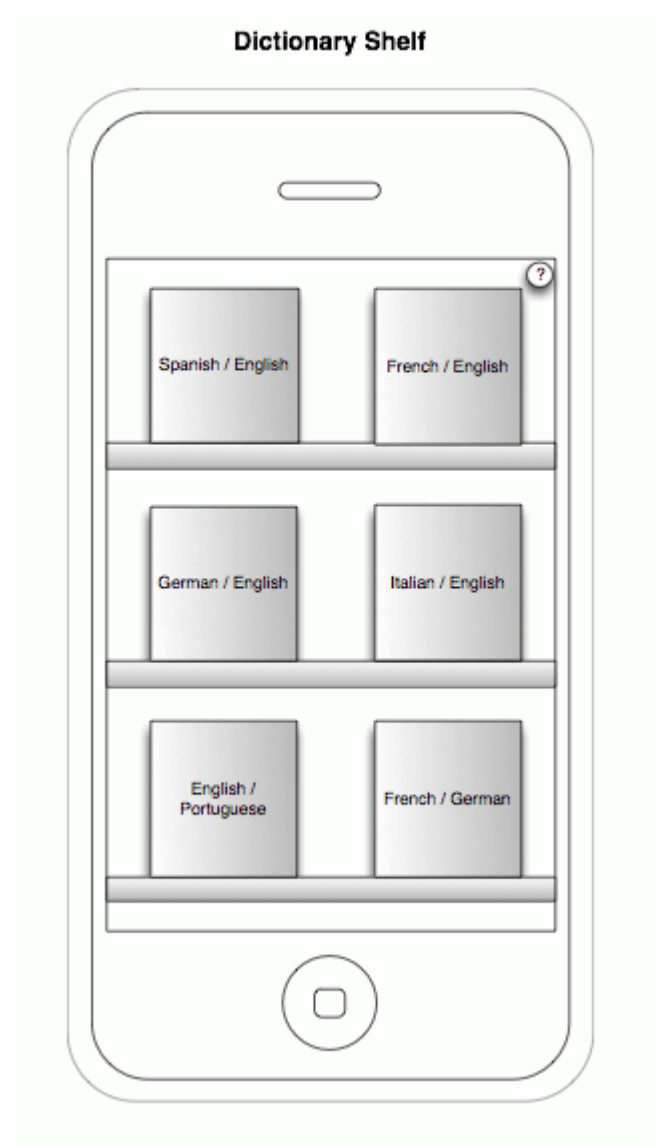 Dictionary Shelf
?
Spanish / English
French / English
German / English
Italian / English
English /
Portuguese
French / German